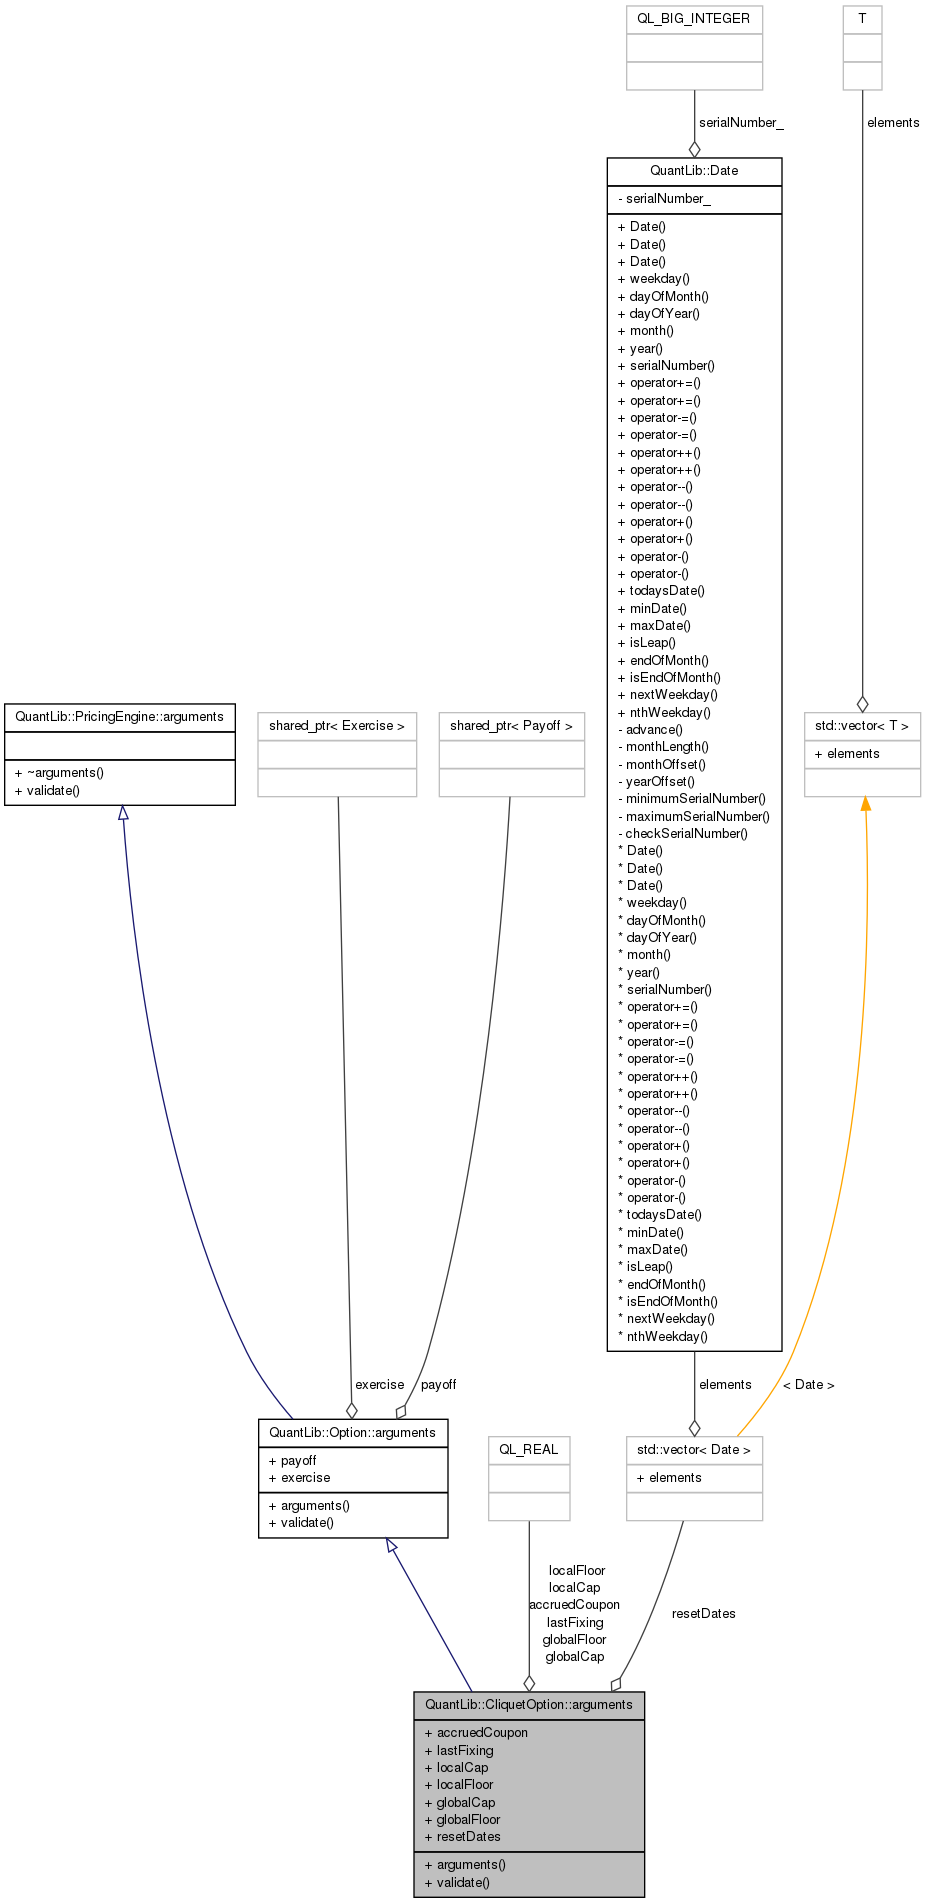 QL_BIG_INTEGER
T
serialNumber_
elements
QuantLib::Date
- serialNumber_
+ Date()
+ Date()
+ Date()
+ weekday()
+ dayOfMonth()
+ dayOfYear()
+ month()
+ year()
+ serialNumber()
+ operator+=()
+ operator+=()
+ operator-=()
+ operator-=()
+ operator++()
+ operator++()
+ operator--()
+ operator--()
+ operator+()
+ operator+()
+ operator-()
+ operator-()
+ todaysDate()
+ minDate()
+ maxDate()
+ isLeap()
+ endOfMonth()
+ isEndOfMonth()
+ nextWeekday()
+ nthWeekday()
- advance()
- monthLength()
- monthOffset()
- yearOffset()
- minimumSerialNumber()
- maximumSerialNumber()
- checkSerialNumber()
* Date()
* Date()
* Date()
* weekday()
* dayOfMonth()
* dayOfYear()
* month()
* year()
* serialNumber()
* operator+=()
* operator+=()
* operator-=()
* operator-=()
* operator++()
* operator++()
* operator--()
* operator--()
* operator+()
* operator+()
* operator-()
* operator-()
* todaysDate()
* minDate()
* maxDate()
* isLeap()
* endOfMonth()
* isEndOfMonth()
* nextWeekday()
* nthWeekday()
QuantLib::PricingEngine::arguments
+ ~arguments()
+ validate()
shared_ptr< Exercise >
shared_ptr< Payoff >
std::vector< T >
+ elements
exercise
payoff
elements
< Date >
QuantLib::Option::arguments
+ payoff
+ exercise
+ arguments()
+ validate()
QL_REAL
std::vector< Date >
+ elements
localFloor
localCap
accruedCoupon
lastFixing
globalFloor
globalCap
resetDates
QuantLib::CliquetOption::arguments
+ accruedCoupon
+ lastFixing
+ localCap
+ localFloor
+ globalCap
+ globalFloor
+ resetDates
+ arguments()
+ validate()